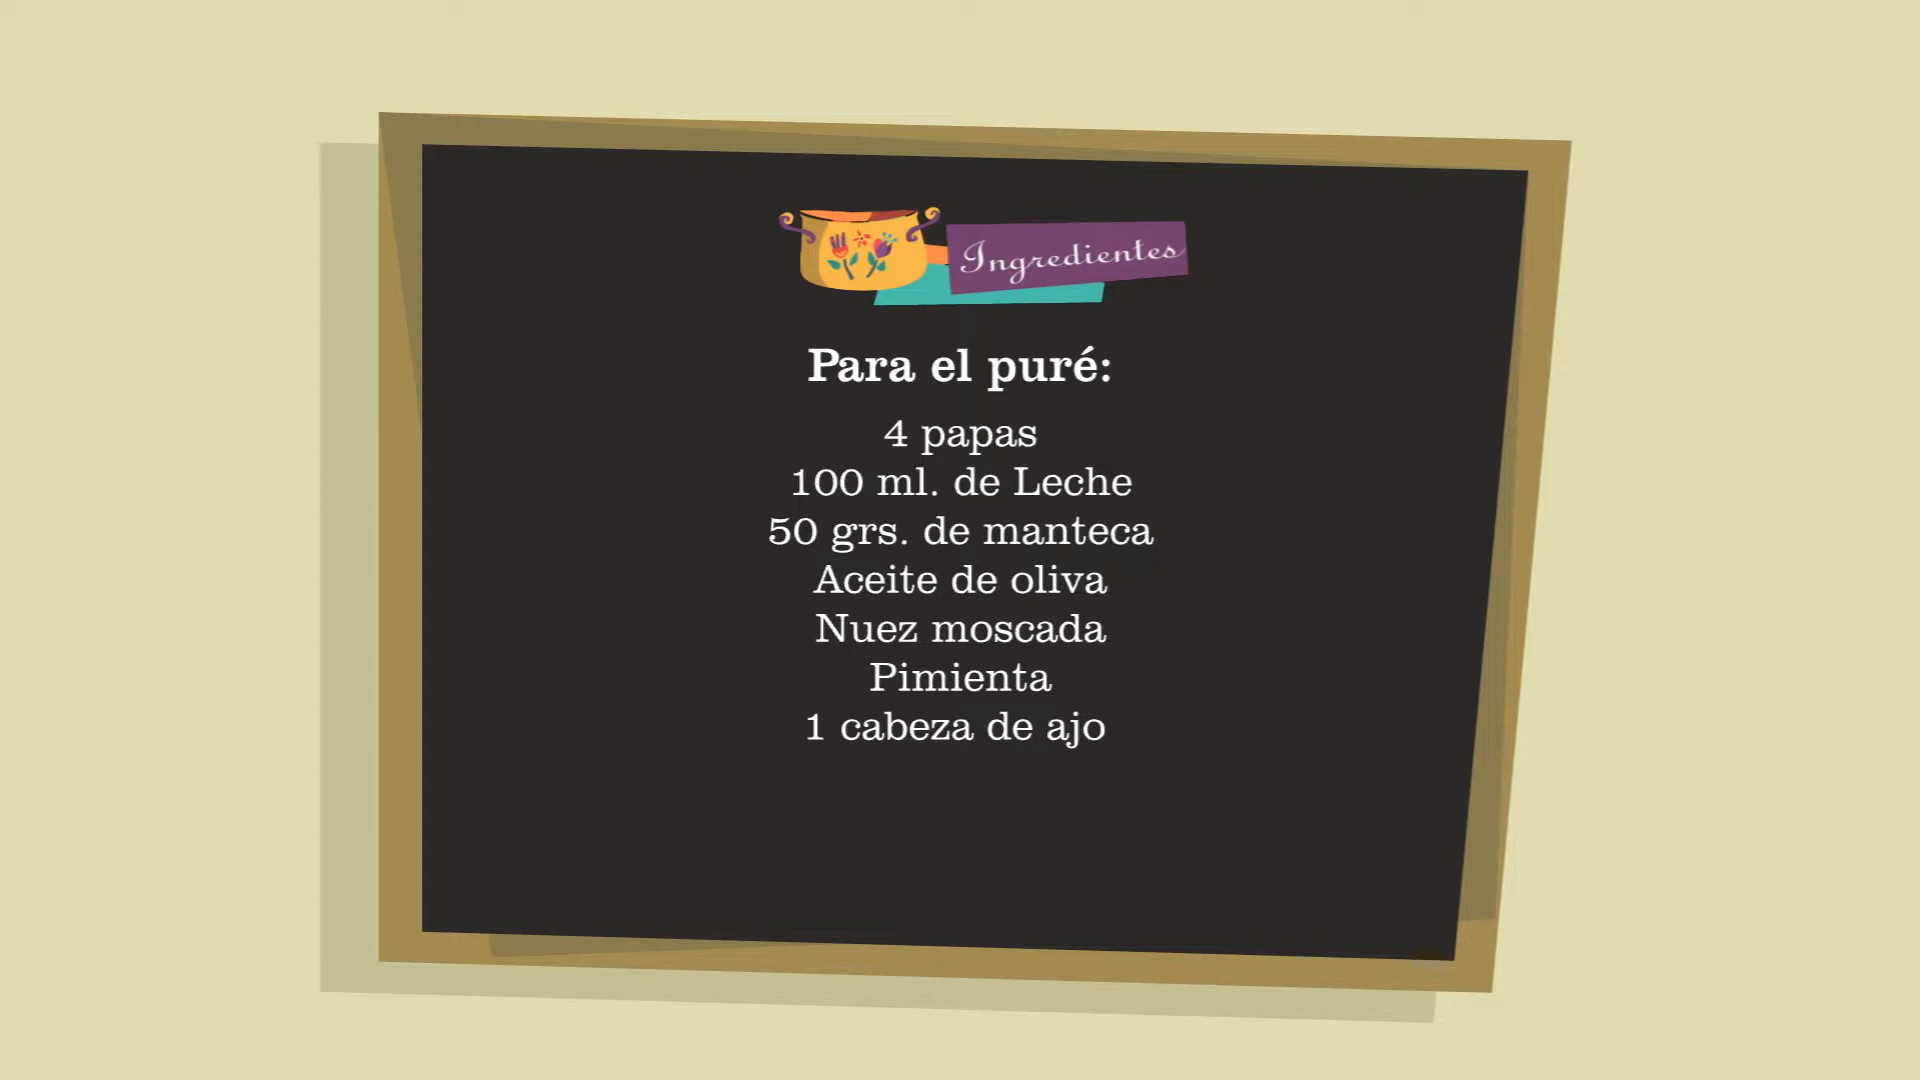 Ingredientes
Para el puré:
4 papas
100 ml. de Leche
50 grs. de manteca
Aceite de oliva
Nuez moscada
Pimienta
1 cabeza de ajo